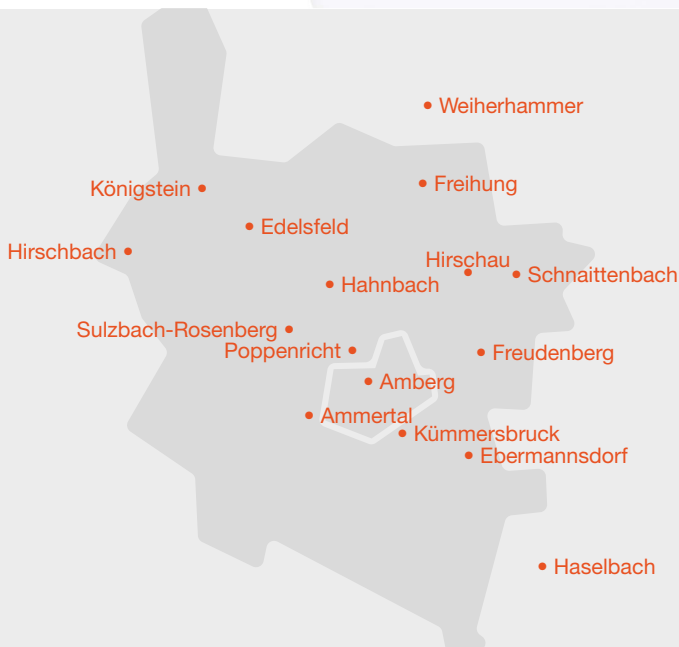 Weiherhammer
Königstein
Freihung
Edelsfeld
Hirschbach
Hirschau
Schnaittenbach
Hahnbach
Sulzbach-Rosenberg
Poppenricht
Freudenberg
Amberg
Ammertal
Kümmersbruck
Ebermannsdorf
Haselbach